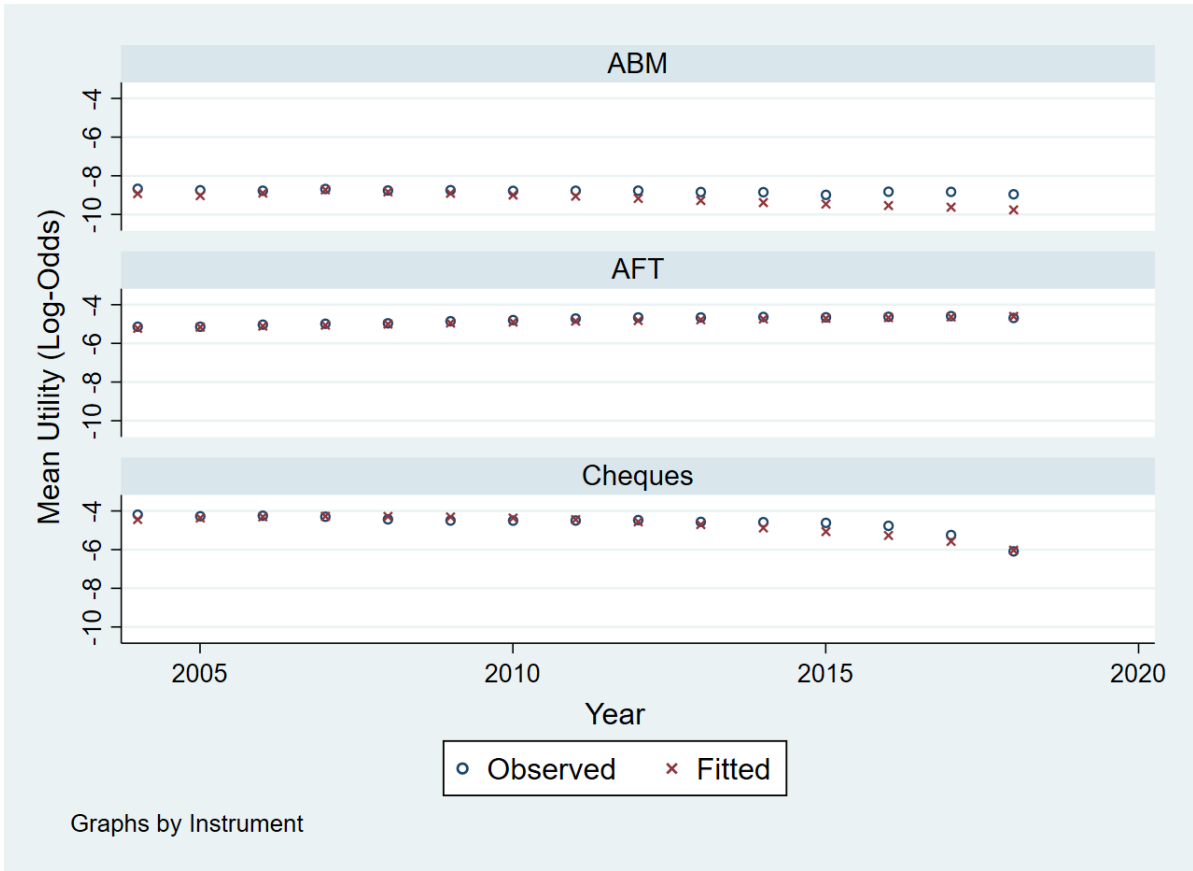 ABM
-4
-6
-8
-10
AFT
-4
-6
-8
-10
Cheques
-4
-6
-8
-10
Mean Utility (Log-Odds)
2005 2010 2015 2020
Year
Observed Fitted
Graphs by Instrument